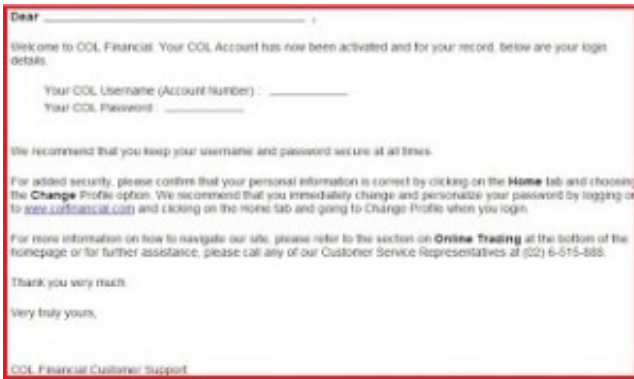 Dear ______________________________ ,
Welcome to COL Financial. Your COL Account has now been activated and for your record, below are your login
details.
Your COL Username (Account Number) : __________
Your COL Password : __________
We recommend that you keep your username and password secure at all times.
For added security, please confirm that your personal information is correct by clicking on the Home tab and choosing
the Change Profile option. We recommend that you immediately change and personalize your password by logging on
to www.colfinancial.com and clicking on the Home tab and going to Change Profile when you login.
For more information on how to navigate our site, please refer to the section on Online Trading at the bottom of the
homepage or for further assistance, please call any of our Customer Service Representatives at (02) 6-515-888.
Thank you very much.
Very truly yours,
COL Financial Customer Support